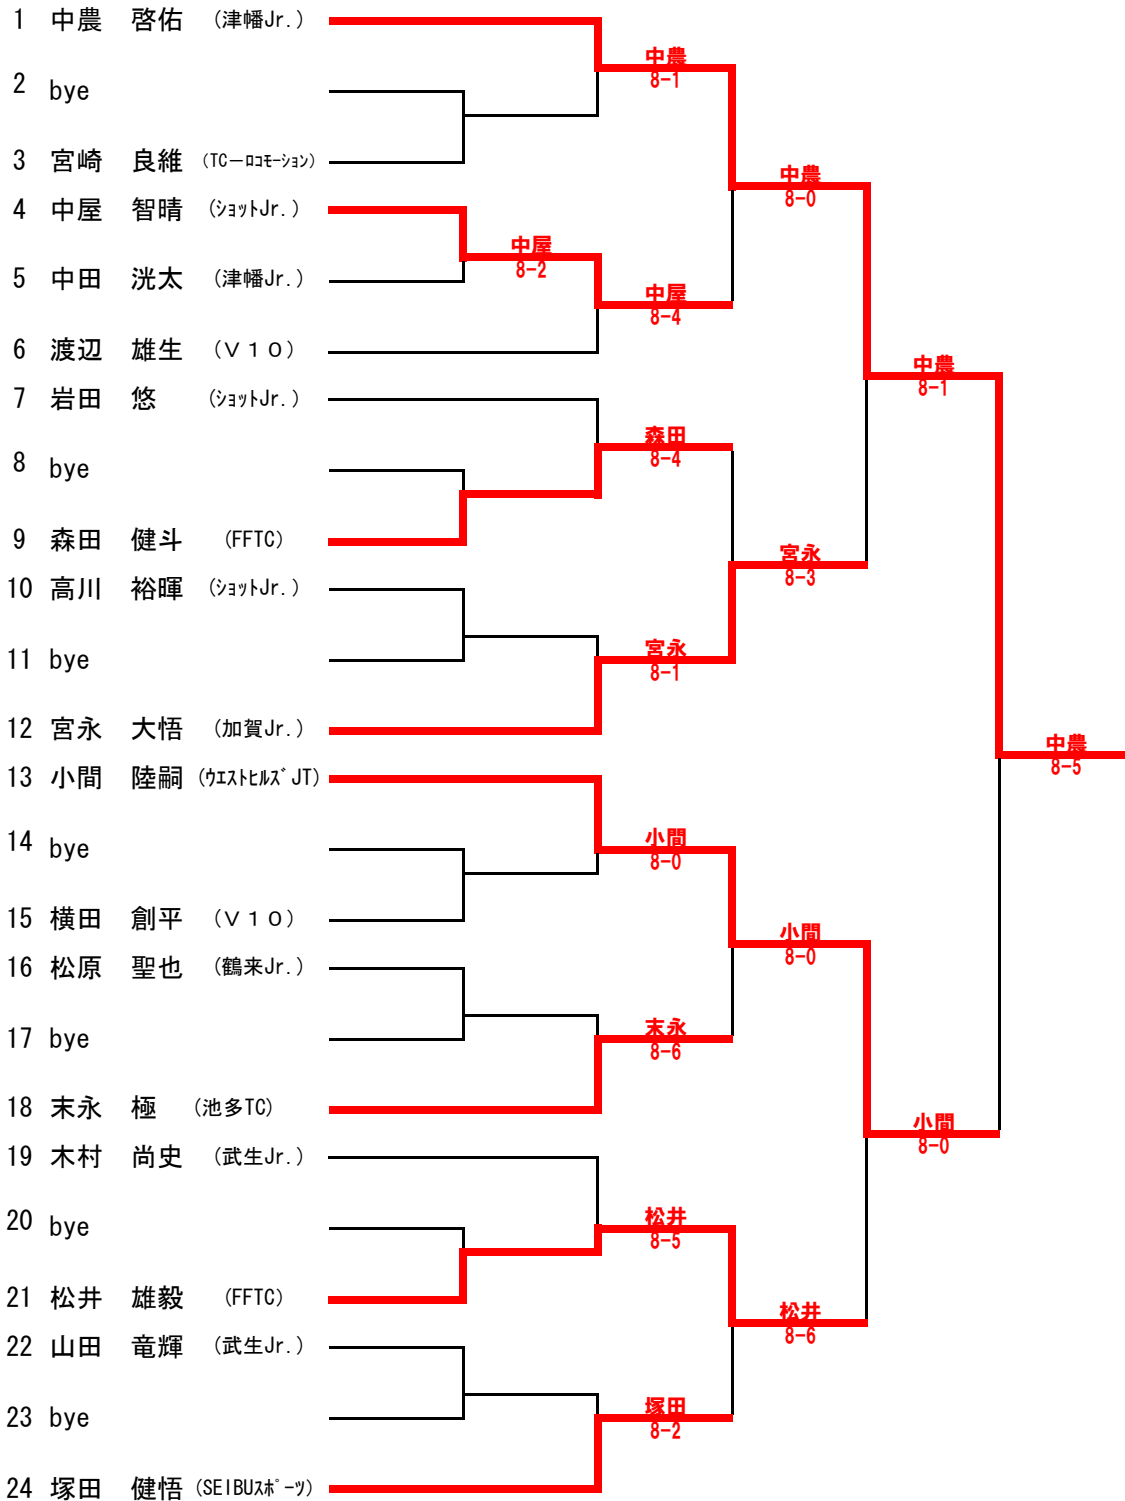 1 中農 啓佑 (津幡Jr.)
中農
8-1
2 bye
3 宮崎 良維 (TC－ﾛｺﾓｰｼｮﾝ)
中農
8-0
4 中屋 智晴 (ｼｮｯﾄJr.)
中屋
8-2
5 中田 洸太 (津幡Jr.)
中屋
8-4
6 渡辺 雄生 (Ｖ１０)
中農
8-1
7 岩田 悠 (ｼｮｯﾄJr.)
森田
8-4
8 bye
9 森田 健斗 (FFTC)
宮永
8-3
10 高川 裕暉 (ｼｮｯﾄJr.)
宮永
8-1
11 bye
12 宮永 大悟 (加賀Jr.)
中農
8-5
13 小間 陸嗣 (ｳｴｽﾄﾋﾙｽﾞJT)
小間
8-0
14 bye
15 横田 創平 (Ｖ１０)
小間
8-0
16 松原 聖也 (鶴来Jr.)
末永
8-6
17 bye
18 末永 極 (池多TC)
小間
8-0
19 木村 尚史 (武生Jr.)
松井
8-5
20 bye
21 松井 雄毅 (FFTC)
松井
8-6
22 山田 竜輝 (武生Jr.)
塚田
8-2
23 bye
24 塚田 健悟 (SEIBUｽﾎﾟｰﾂ)